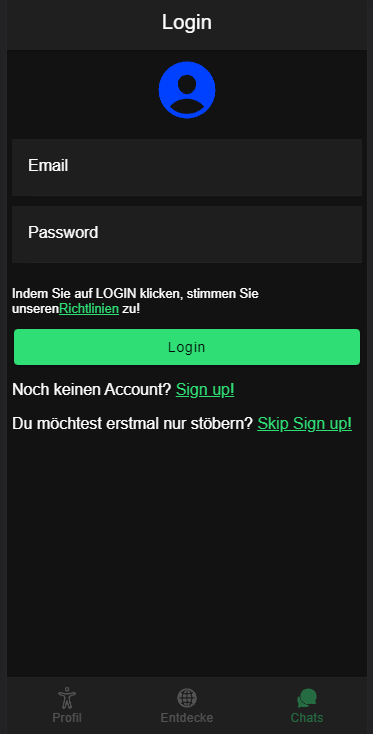 Login
Email
Password
Indem Sie auf LOGIN klicken, stimmen Sie
unserenRichtlinien zu!
Login
Noch keinen Account? Sign up!
Du möchtest erstmal nur stöbern? Skip Sign up!
Profil Entdecke Chats